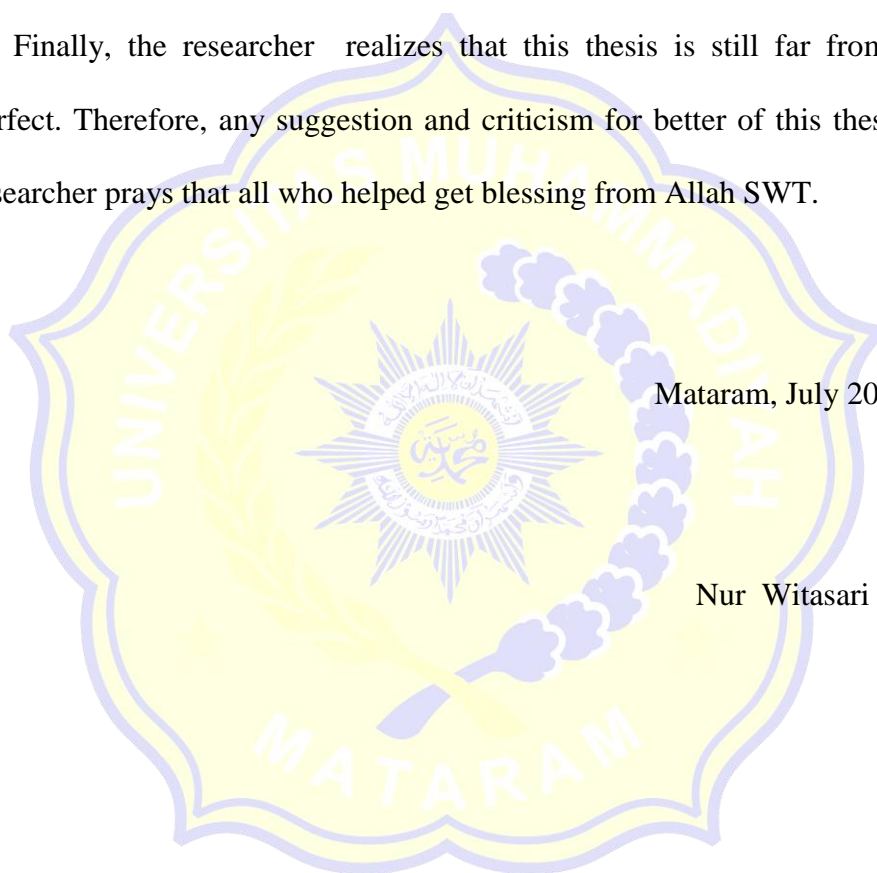 Finally, the researcher realizes that this thesis is still far from
rfect. Therefore, any suggestion and criticism for better of this thes
searcher prays that all who helped get blessing from Allah SWT.
UNIVERSITAS MUHAMMADIYAH
Mataram, July 20
Nur Witasari
MATARAM